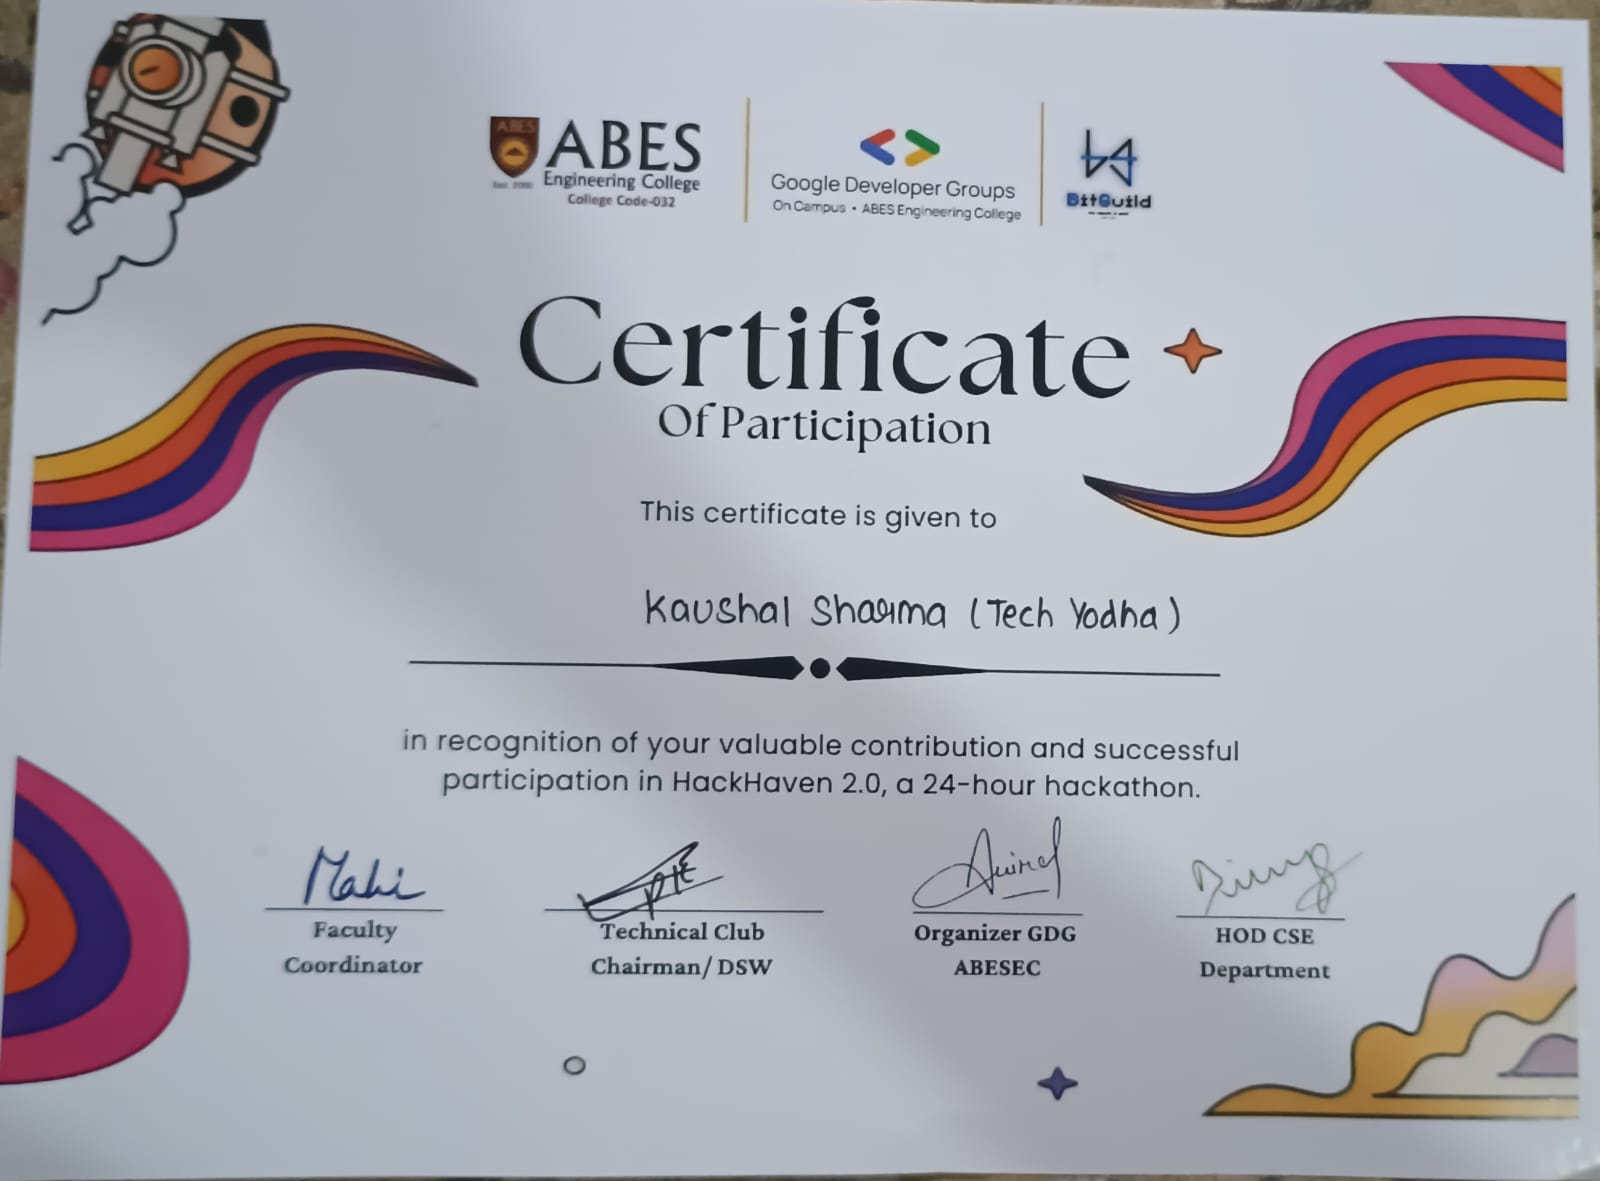 ABES
ABES
Engineering College
College Code-032
Google Developer Groups
On Campus • ABES Engineering College
BitGuild
Certificate
Of Participation
This certificate is given to
Kaushal Sharma (Tech Yodha)
in recognition of your valuable contribution and successful
participation in HackHaven 2.0, a 24-hour hackathon.
Mahi
Faculty
Coordinator
Technical Club
Chairman/ DSW
Organizer GDG
ABESEC
HOD CSE
Department